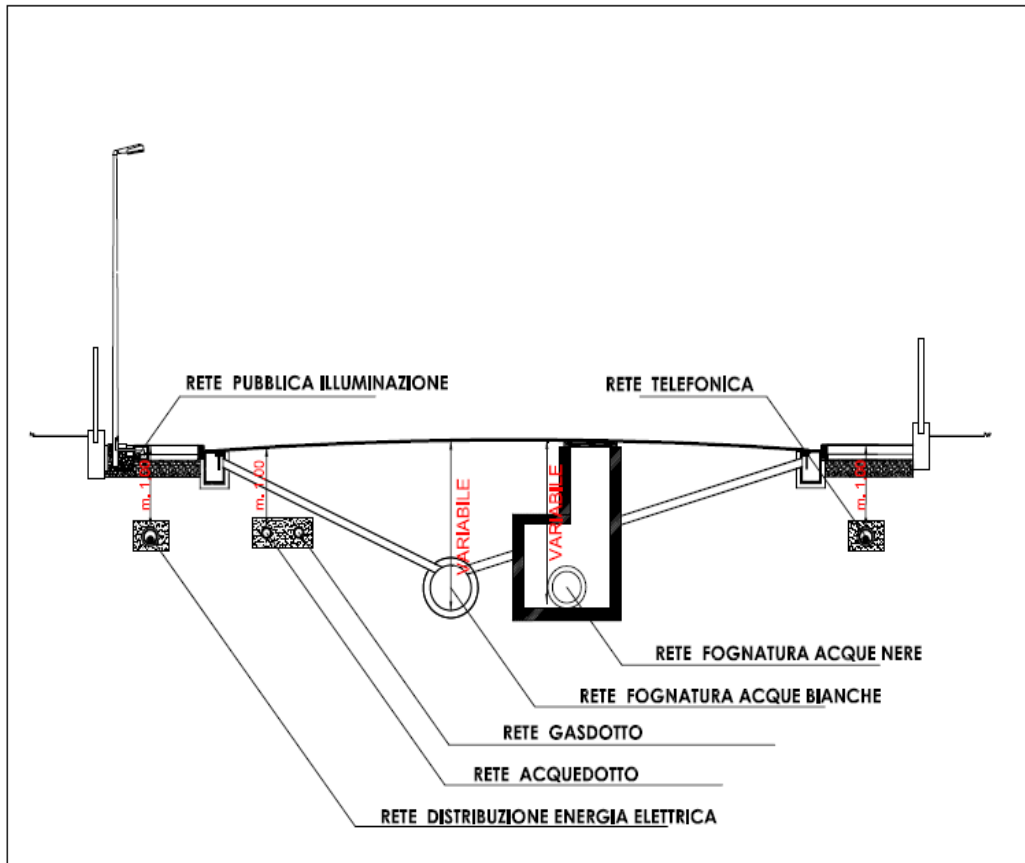 RETE PUBBLICA ILLUMINAZIONE
RETE TELEFONICA
m. 1.00
m. 1.00
VARIABILE
VARIABILE
m. 1.00
RETE FOGNATURA ACQUE NERE
RETE FOGNATURA ACQUE BIANCHE
RETE GASDOTTO
RETE ACQUEDOTTO
RETE DISTRIBUZIONE ENERGIA ELETTRICA